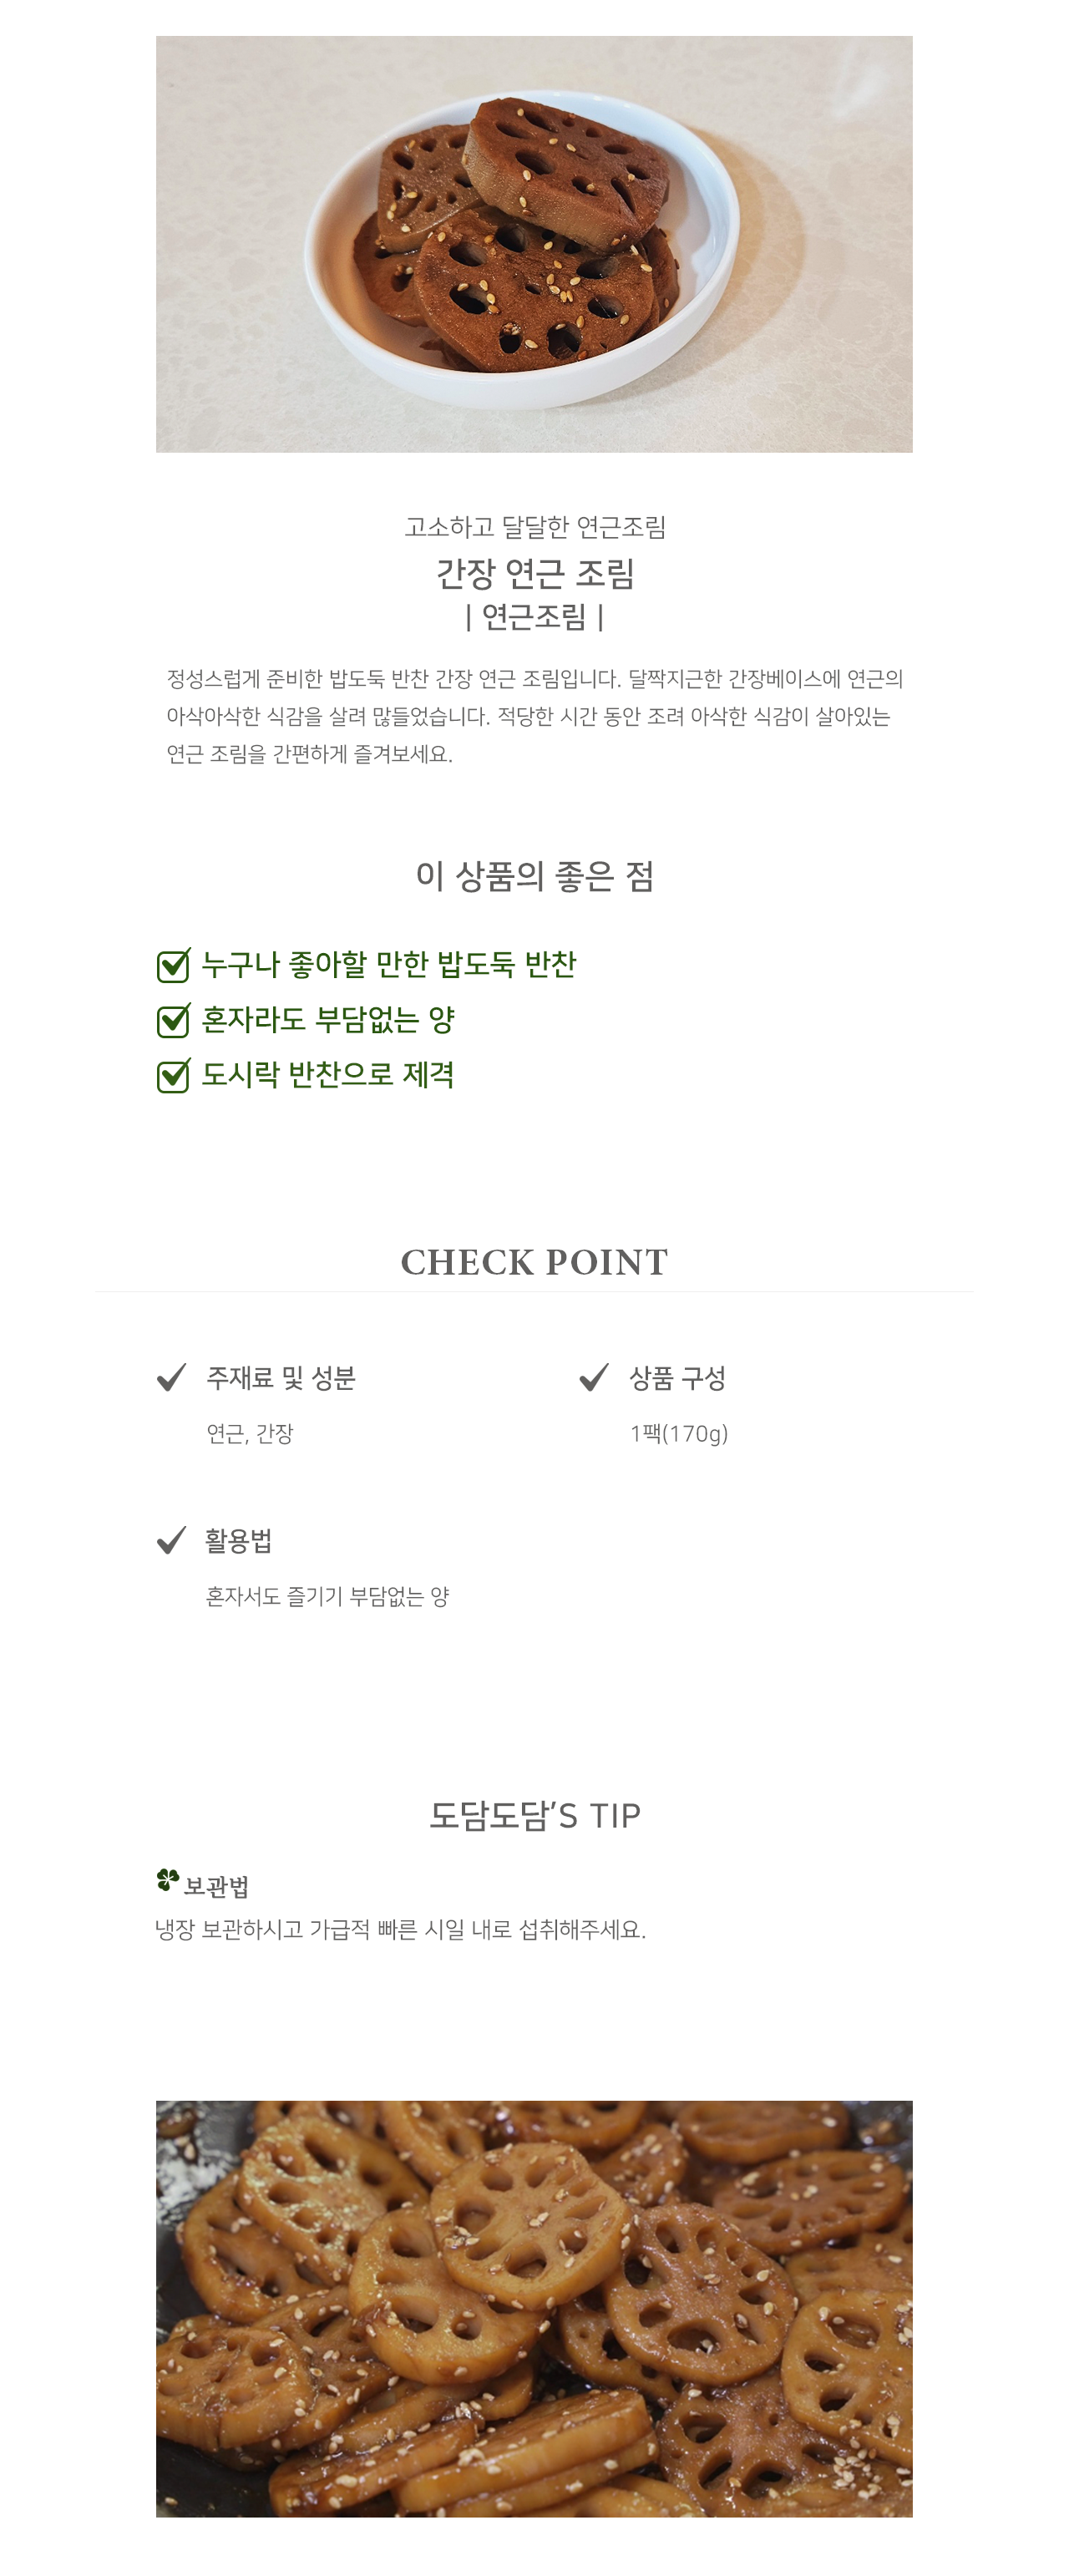 고소하고 달달한 연근조림
간장 연근 조림
| 연근조림 |
정성스럽게 준비한 밥도둑 반찬 간장 연근 조림입니다. 달짝지근한 간장베이스에 연근의
아삭아삭한 식감을 살려 많들었습니다. 적당한 시간 동안 조려 아삭한 식감이 살아있는
연근 조림을 간편하게 즐겨보세요.
이 상품의 좋은 점
누구나 좋아할 만한 밥도둑 반찬
혼자라도 부담없는 양
도시락 반찬으로 제격
CHECK POINT
주재료 및 성분
연근, 간장
상품 구성
1팩(170g)
활용법
혼자서도 즐기기 부담없는 양
도담도담’S TIP
보관법
냉장 보관하시고 가급적 빠른 시일 내로 섭취해주세요.